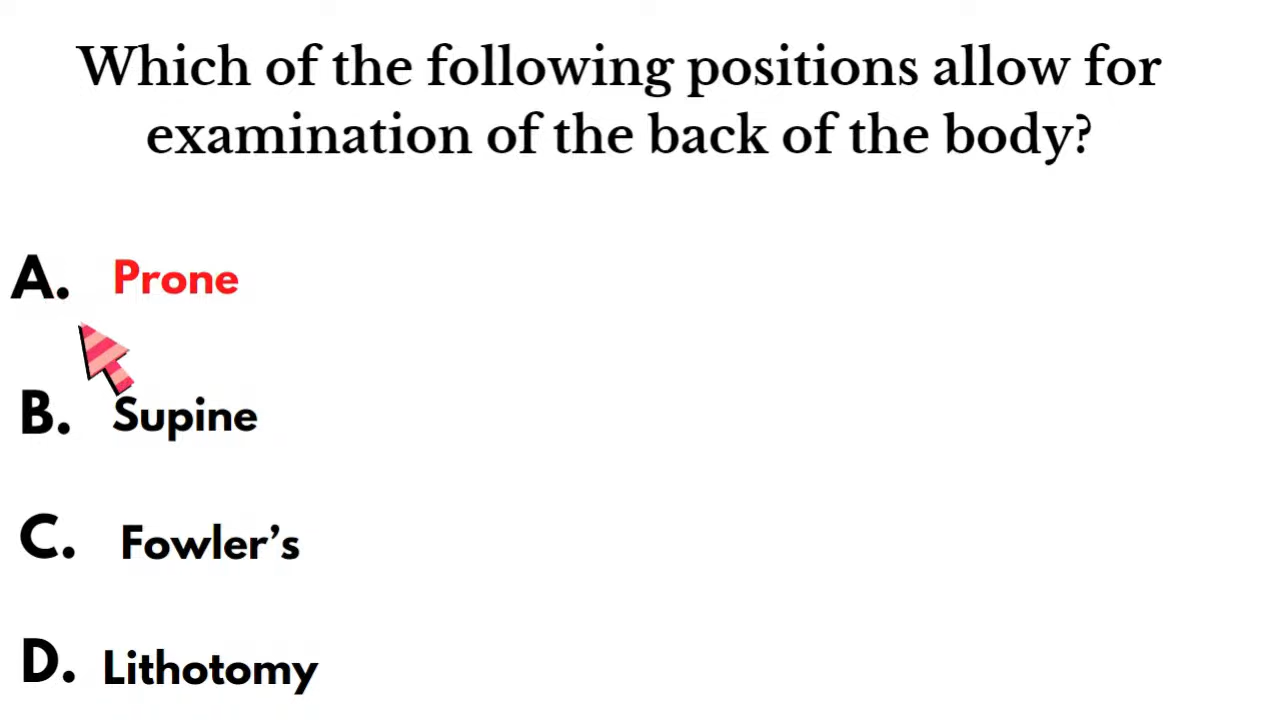 Which of the following positions allow for
examination of the back of the body?
A. Prone
B. Supine
C. Fowler’s
D. Lithotomy